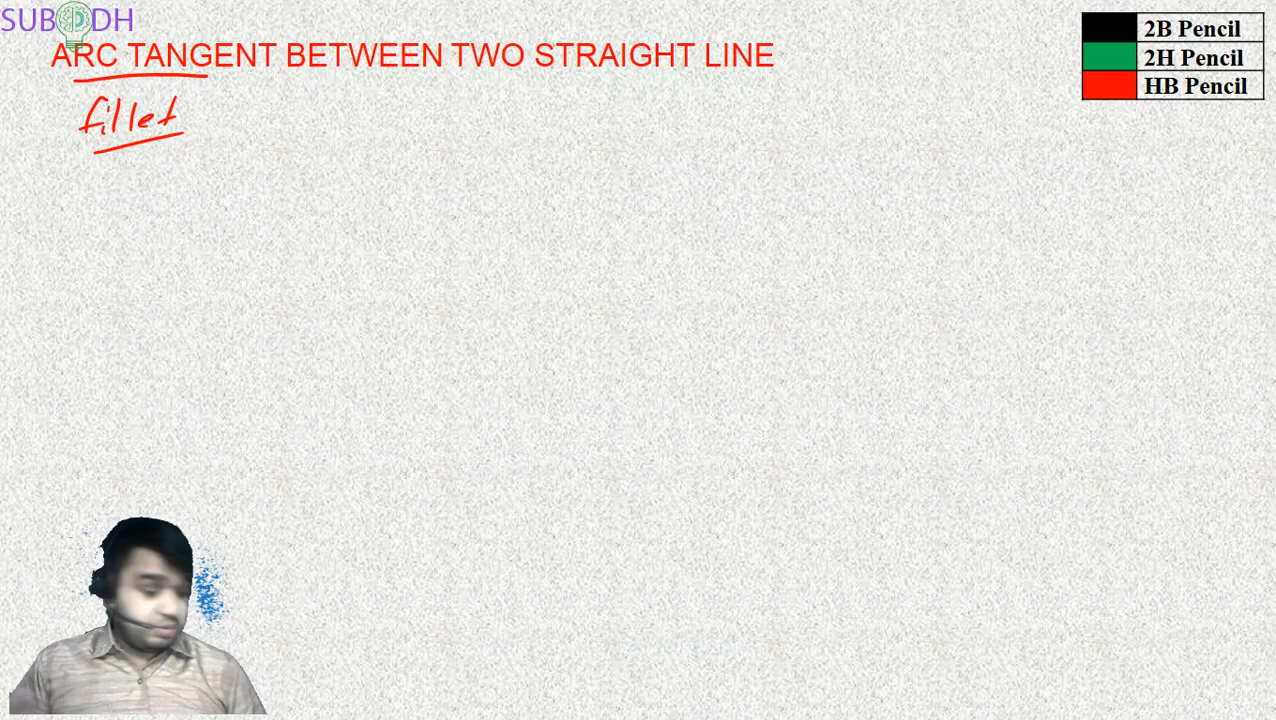 SUBODH
ARC TANGENT BETWEEN TWO STRAIGHT LINE
fillet
2B Pencil
2H Pencil
HB Pencil